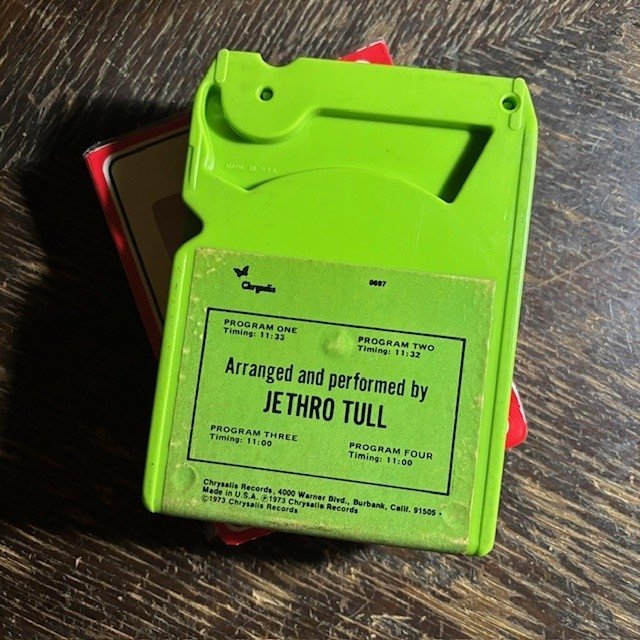 MADE IN U.S.A.
Chrysalis
0697
PROGRAM ONE
Timing: 11:33
PROGRAM TWO
Timing: 11:32
Arranged and performed by
JETHRO TULL
PROGRAM THREE
Timing: 11:00
PROGRAM FOUR
Timing: 11:00
Chrysalis Records, 4000 Warner Blvd., Burbank, Calif. 91505 •
Made in U.S.A. ℗1973 Chrysalis Records
©1973 Chrysalis Records